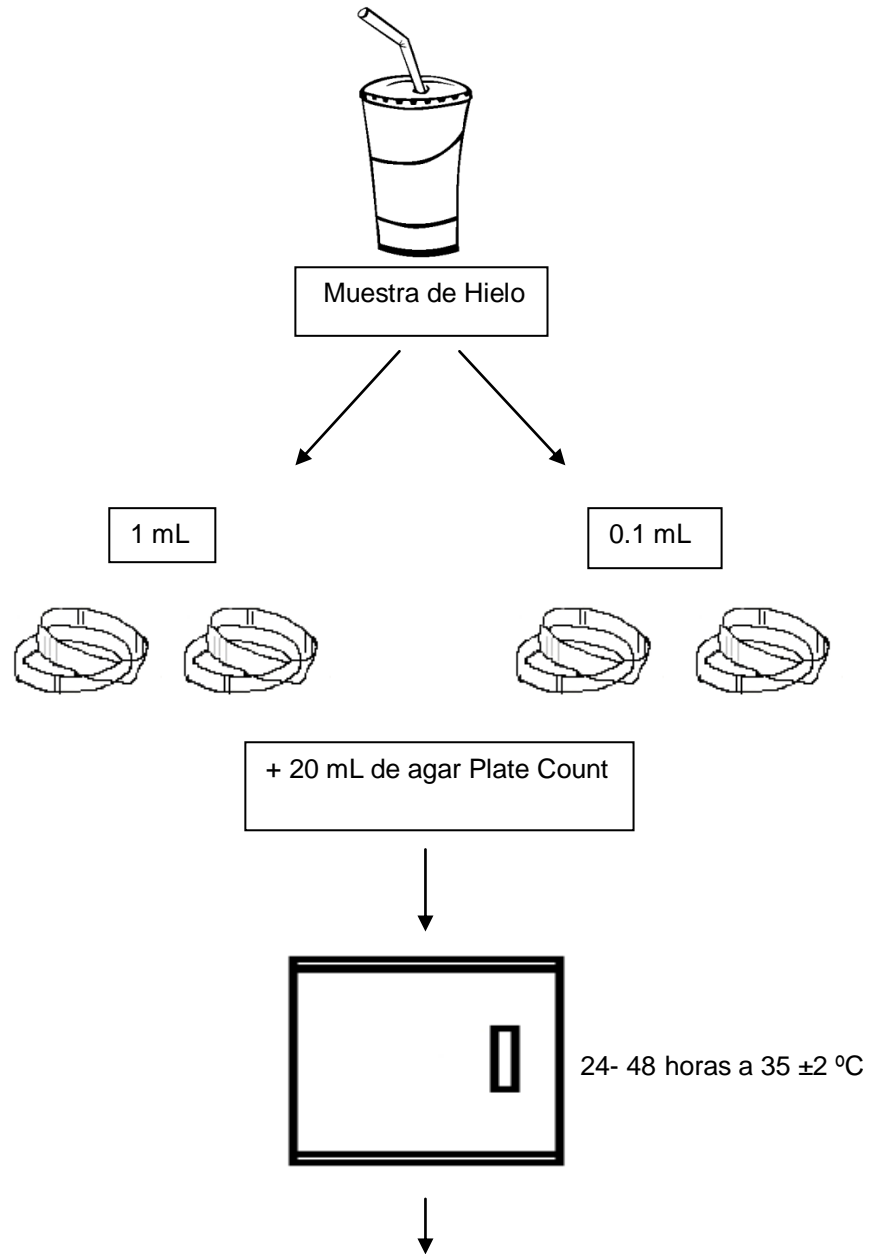 Muestra de Hielo
1 mL
0.1 mL
+ 20 mL de agar Plate Count
24- 48 horas a 35 ±2 ºC